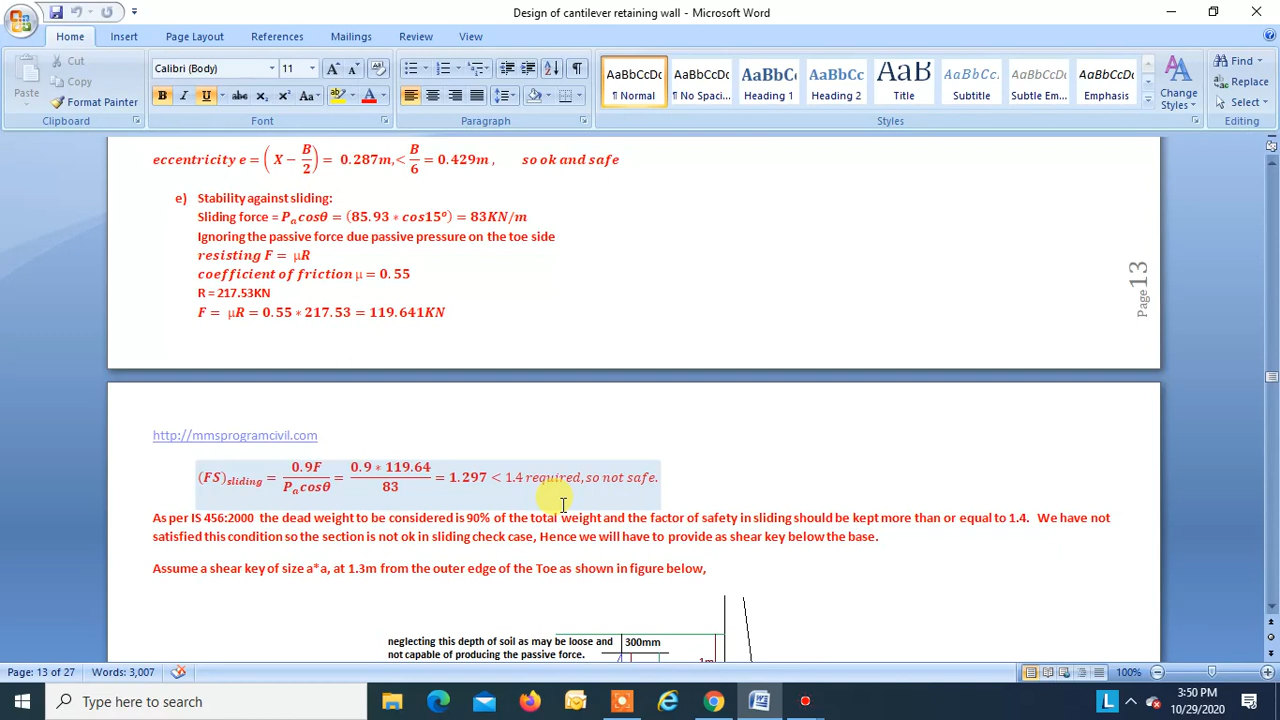 Design of cantilever retaining wall - Microsoft Word
Home Insert Page Layout References Mailings Review View
Paste
Cut
Copy
Format Painter
Clipboard
Calibri (Body) 11
Font
Paragraph
AaBbCcDc AaBbCcDc AaBbC AaBbCc AaB AaBbCc. AaBbCcDc AaBbCcDc
¶ Normal ¶ No Spaci... Heading 1 Heading 2 Title Subtitle Subtle Em... Emphasis
Change Styles
Styles
Find
Replace
Select
Editing
eccentricity e = (X − B/2) = 0.287m, < B/6 = 0.429m , so ok and safe
e) Stability against sliding:
Sliding force = Pₐcosθ = (85.93 * cos15°) = 83KN/m
Ignoring the passive force due passive pressure on the toe side
resisting F = μR
coefficient of friction μ = 0.55
R = 217.53KN
F = μR = 0.55 * 217.53 = 119.641KN
Page 13
http://mmsprogramcivil.com
(FS)sliding = 0.9F/Pₐcosθ = 0.9 * 119.64/83 = 1.297 < 1.4 required, so not safe.
As per IS 456:2000 the dead weight to be considered is 90% of the total weight and the factor of safety in sliding should be kept more than or equal to 1.4. We have not
satisfied this condition so the section is not ok in sliding check case, Hence we will have to provide as shear key below the base.
Assume a shear key of size a*a, at 1.3m from the outer edge of the Toe as shown in figure below,
neglecting this depth of soil as may be loose and
not capable of producing the passive force.
300mm
1m
Page: 13 of 27 Words: 3,007 100%
Type here to search
3:50 PM
10/29/2020